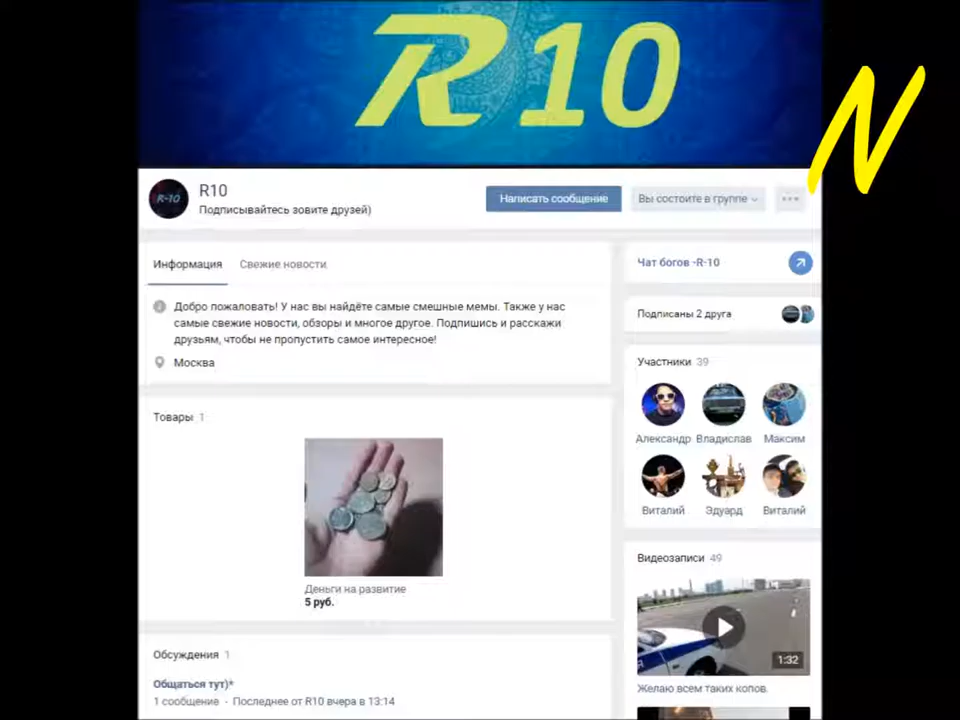 R10
N
R-10
R10
Подписывайтесь зовите друзей)
Написать сообщение
Вы состоите в группе
Информация
Свежие новости
Добро пожаловать! У нас вы найдёте самые смешные мемы. Также у нас
самые свежие новости, обзоры и многое другое. Подпишись и расскажи
друзьям, чтобы не пропустить самое интересное!
Москва
Товары 1
Деньги на развитие
5 руб.
Обсуждения 1
Общаться тут)*
1 сообщение · Последнее от R10 вчера в 13:14
Чат богов -R-10
Подписаны 2 друга
Участники 39
Александр Владислав Максим
Виталий Эдуард Виталий
Видеозаписи 49
1:32
Желаю всем таких копов.